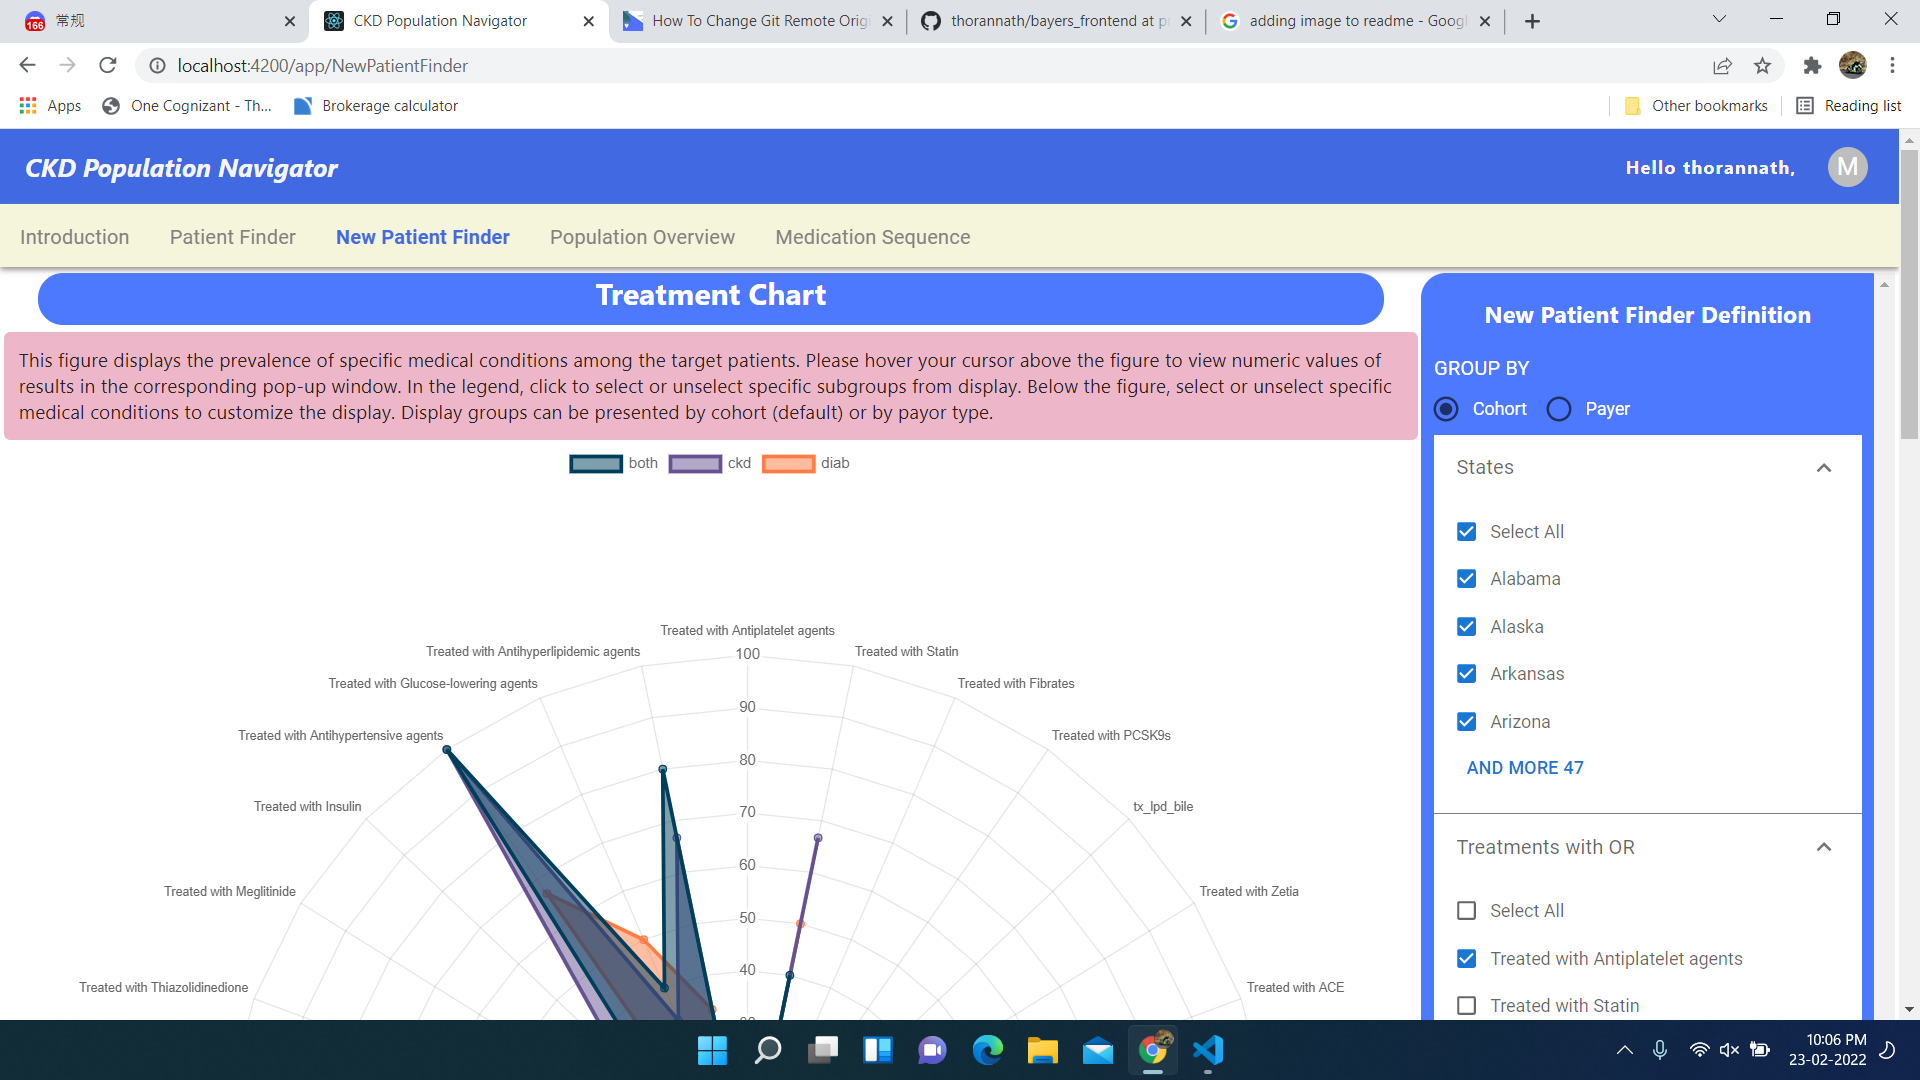 166 常规
CKD Population Navigator
How To Change Git Remote Orig
thorannath/bayers_frontend at pr
adding image to readme - Googl
localhost:4200/app/NewPatientFinder
Apps
One Cognizant - Th...
Brokerage calculator
Other bookmarks
Reading list
CKD Population Navigator
Hello thorannath,
M
Introduction
Patient Finder
New Patient Finder
Population Overview
Medication Sequence
Treatment Chart
This figure displays the prevalence of specific medical conditions among the target patients. Please hover your cursor above the figure to view numeric values of
results in the corresponding pop-up window. In the legend, click to select or unselect specific subgroups from display. Below the figure, select or unselect specific
medical conditions to customize the display. Display groups can be presented by cohort (default) or by payor type.
both
ckd
diab
Treated with Antiplatelet agents
Treated with Antihyperlipidemic agents
100
Treated with Statin
Treated with Glucose-lowering agents
Treated with Fibrates
90
Treated with Antihypertensive agents
Treated with PCSK9s
80
Treated with Insulin
70
tx_lpd_bile
60
Treated with Meglitinide
Treated with Zetia
50
40
Treated with Thiazolidinedione
Treated with ACE
New Patient Finder Definition
GROUP BY
Cohort
Payer
States
Select All
Alabama
Alaska
Arkansas
Arizona
AND MORE 47
Treatments with OR
Select All
Treated with Antiplatelet agents
Treated with Statin
10:06 PM
23-02-2022